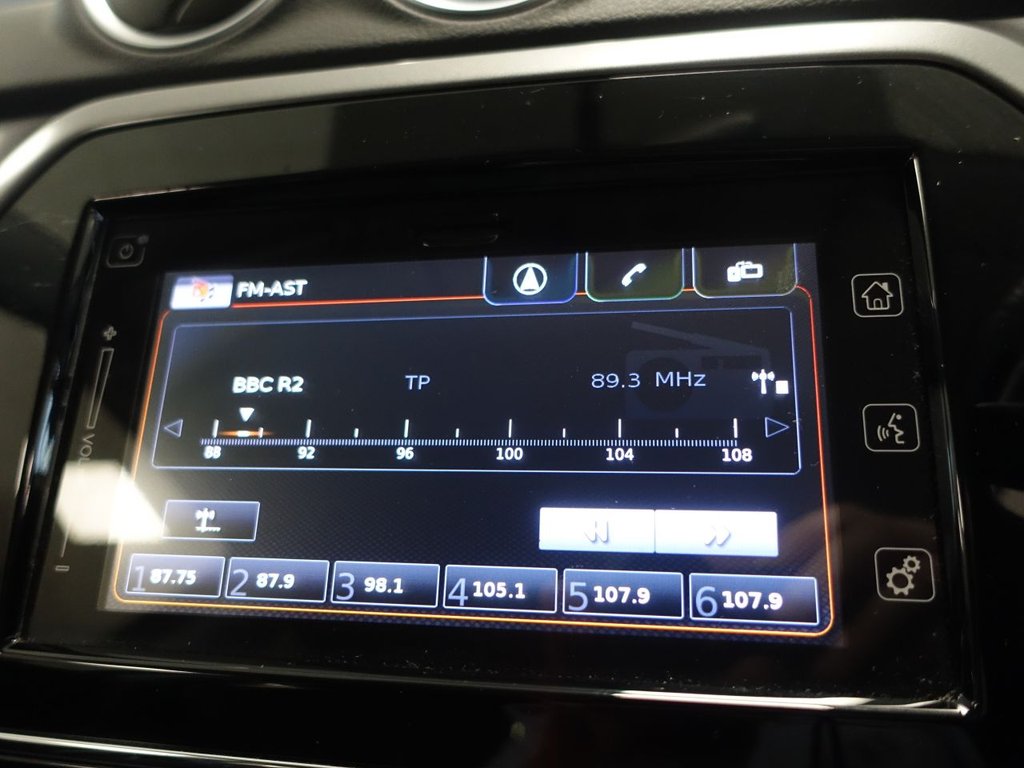 FM-AST
BBC R2 TP 89.3 MHz
88 92 96 100 104 108
VOL
1 87.75 2 87.9 3 98.1 4 105.1 5 107.9 6 107.9